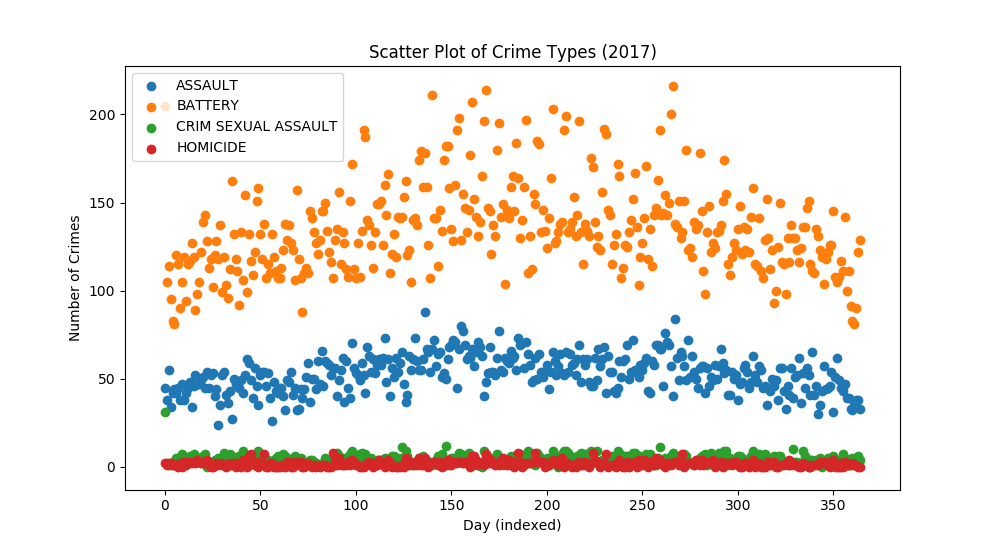 Scatter Plot of Crime Types (2017)
ASSAULT
BATTERY
CRIM SEXUAL ASSAULT
HOMICIDE
Number of Crimes
200
150
100
50
0
0 50 100 150 200 250 300 350
Day (indexed)